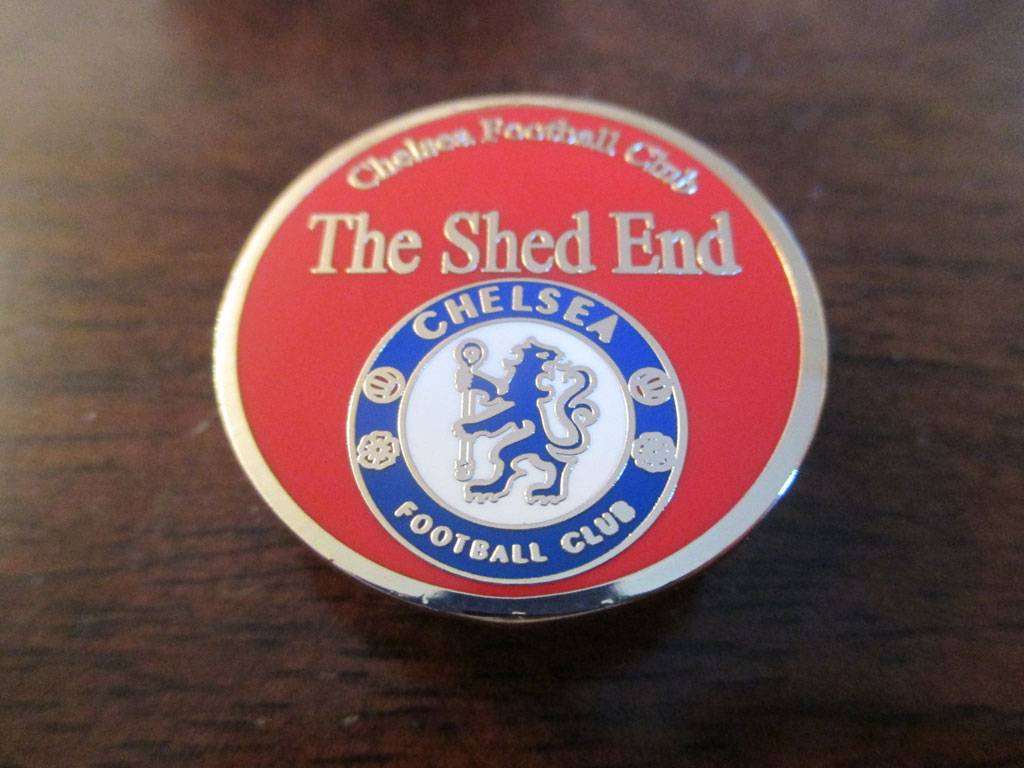 Chelsea Football Club
The Shed End
CHELSEA
FOOTBALL CLUB